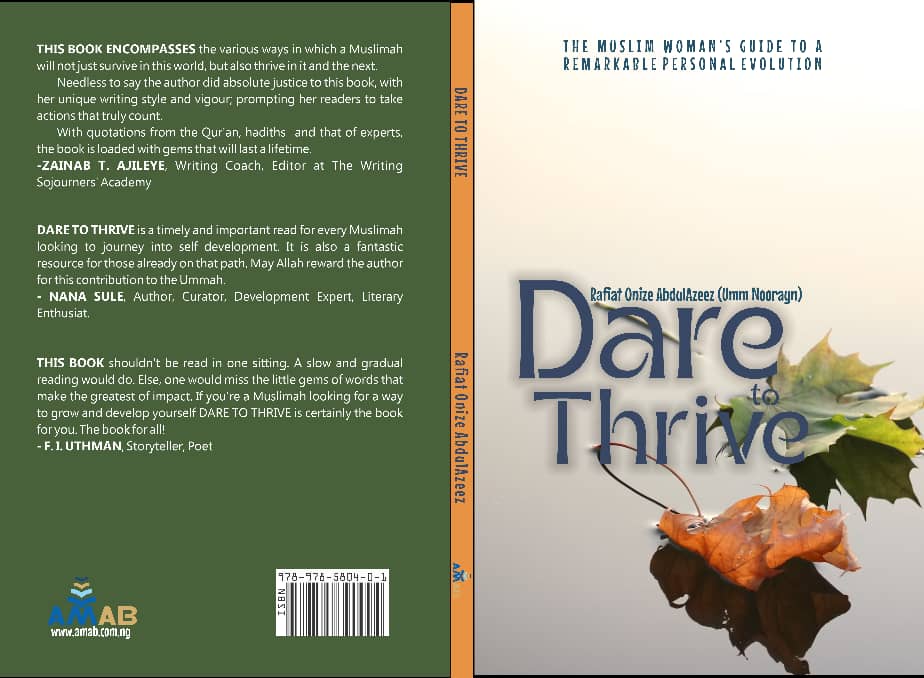 THIS BOOK ENCOMPASSES the various ways in which a Muslimah
will not just survive in this world, but also thrive in it and the next.
Needless to say the author did absolute justice to this book, with
her unique writing style and vigour; prompting her readers to take
actions that truly count.
With quotations from the Qur'an, hadiths and that of experts,
the book is loaded with gems that will last a lifetime.
-ZAINAB T. AJILEYE, Writing Coach, Editor at The Writing
Sojourners' Academy
DARE TO THRIVE is a timely and important read for every Muslimah
looking to journey into self development. It is also a fantastic
resource for those already on that path. May Allah reward the author
for this contribution to the Ummah.
- NANA SULE, Author, Curator, Development Expert, Literary
Enthusiat.
THIS BOOK shouldn't be read in one sitting. A slow and gradual
reading would do. Else, one would miss the little gems of words that
make the greatest of impact. If you're a Muslimah looking for a way
to grow and develop yourself DARE TO THRIVE is certainly the book
for you. The book for all!
- F. I. UTHMAN, Storyteller, Poet
AMAB
www.amab.com.ng
978-978-5804-0-1
ISBN
DARE TO THRIVE
Rafiat Onize AbdulAzeez
THE MUSLIM WOMAN'S GUIDE TO A
REMARKABLE PERSONAL EVOLUTION
Rafiat Onize AbdulAzeez (Umm Noorayn)
Dare
to
Thrive